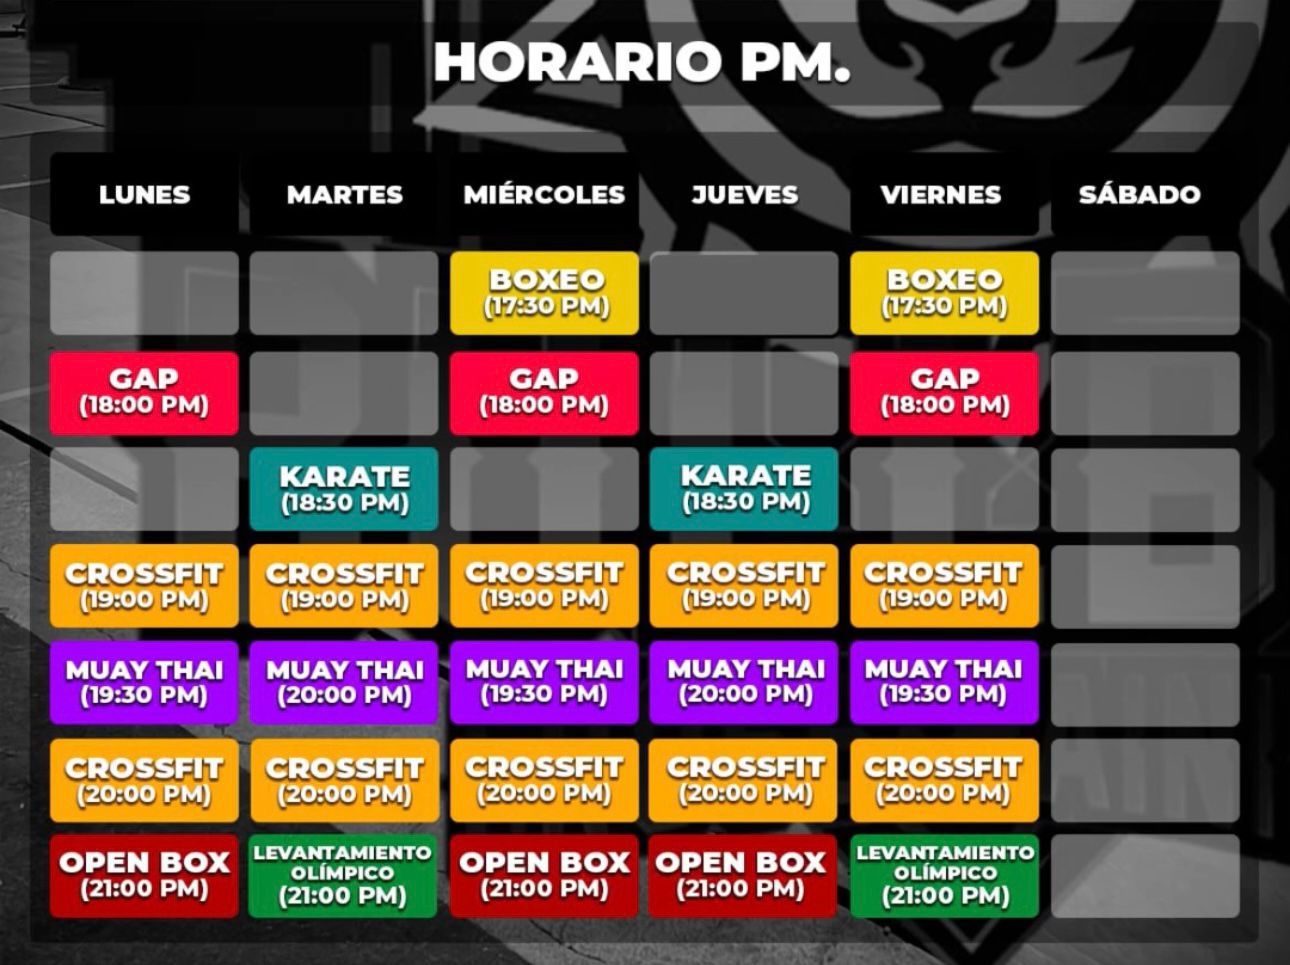 HORARIO PM.
LUNES
MARTES
MIÉRCOLES
JUEVES
VIERNES
SÁBADO
BOXEO
(17:30 PM)
BOXEO
(17:30 PM)
GAP
(18:00 PM)
GAP
(18:00 PM)
GAP
(18:00 PM)
KARATE
(18:30 PM)
KARATE
(18:30 PM)
CROSSFIT
(19:00 PM)
CROSSFIT
(19:00 PM)
CROSSFIT
(19:00 PM)
CROSSFIT
(19:00 PM)
CROSSFIT
(19:00 PM)
MUAY THAI
(19:30 PM)
MUAY THAI
(20:00 PM)
MUAY THAI
(19:30 PM)
MUAY THAI
(20:00 PM)
MUAY THAI
(19:30 PM)
CROSSFIT
(20:00 PM)
CROSSFIT
(20:00 PM)
CROSSFIT
(20:00 PM)
CROSSFIT
(20:00 PM)
CROSSFIT
(20:00 PM)
OPEN BOX
(21:00 PM)
LEVANTAMIENTO
OLÍMPICO
(21:00 PM)
OPEN BOX
(21:00 PM)
OPEN BOX
(21:00 PM)
LEVANTAMIENTO
OLÍMPICO
(21:00 PM)